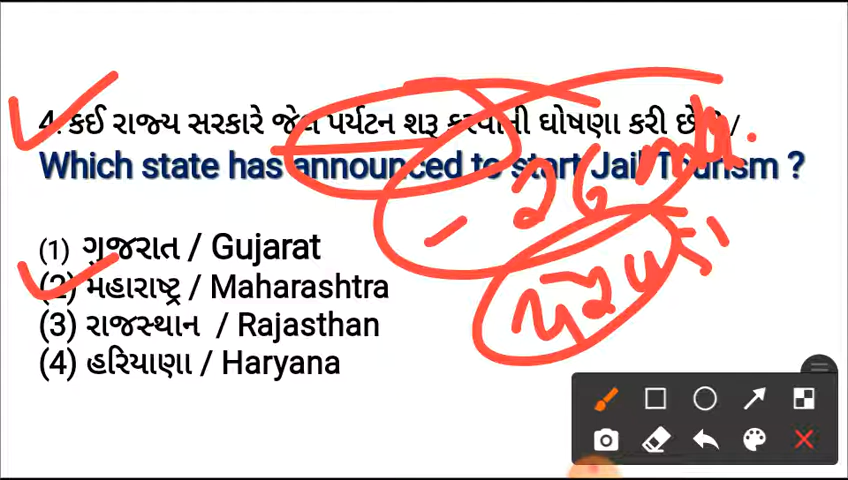 4. કઈ રાજ્ય સરકારે જેલ પર્યટન શરૂ કરવાની ઘોષણા કરી છે ? /
Which state has announced to start Jail Tourism ?
(1) ગુજરાત / Gujarat
(2) મહારાષ્ટ્ર / Maharashtra
(3) રાજસ્થાન / Rajasthan
(4) હરિયાણા / Haryana
- 26